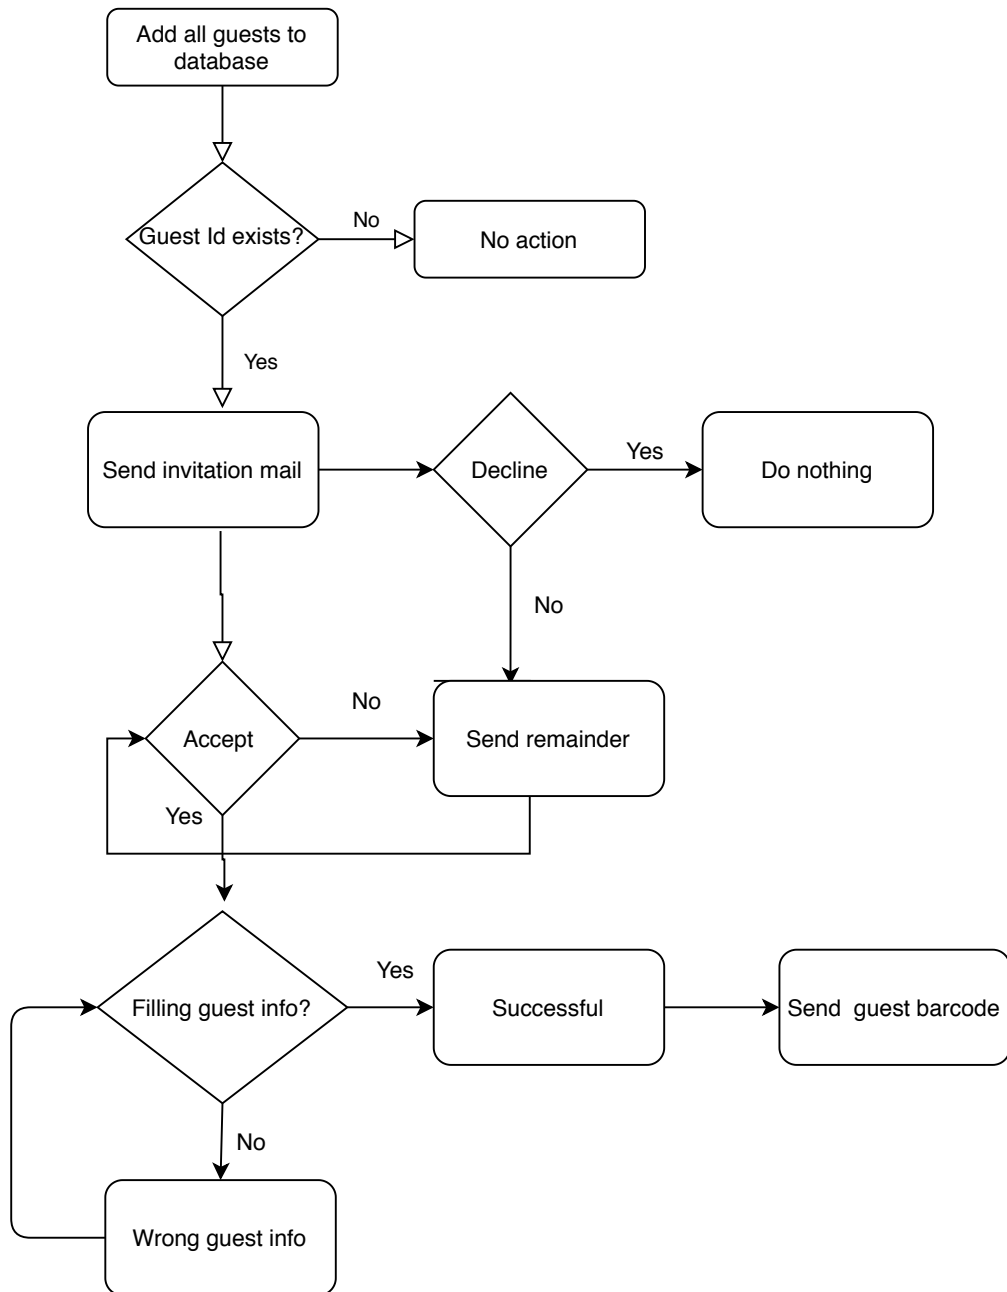 Add all guests to
database
Guest Id exists?
No
No action
Yes
Send invitation mail
Decline
Yes
Do nothing
No
Accept
No
Send remainder
Yes
Filling guest info?
Yes
Successful
Send guest barcode
No
Wrong guest info